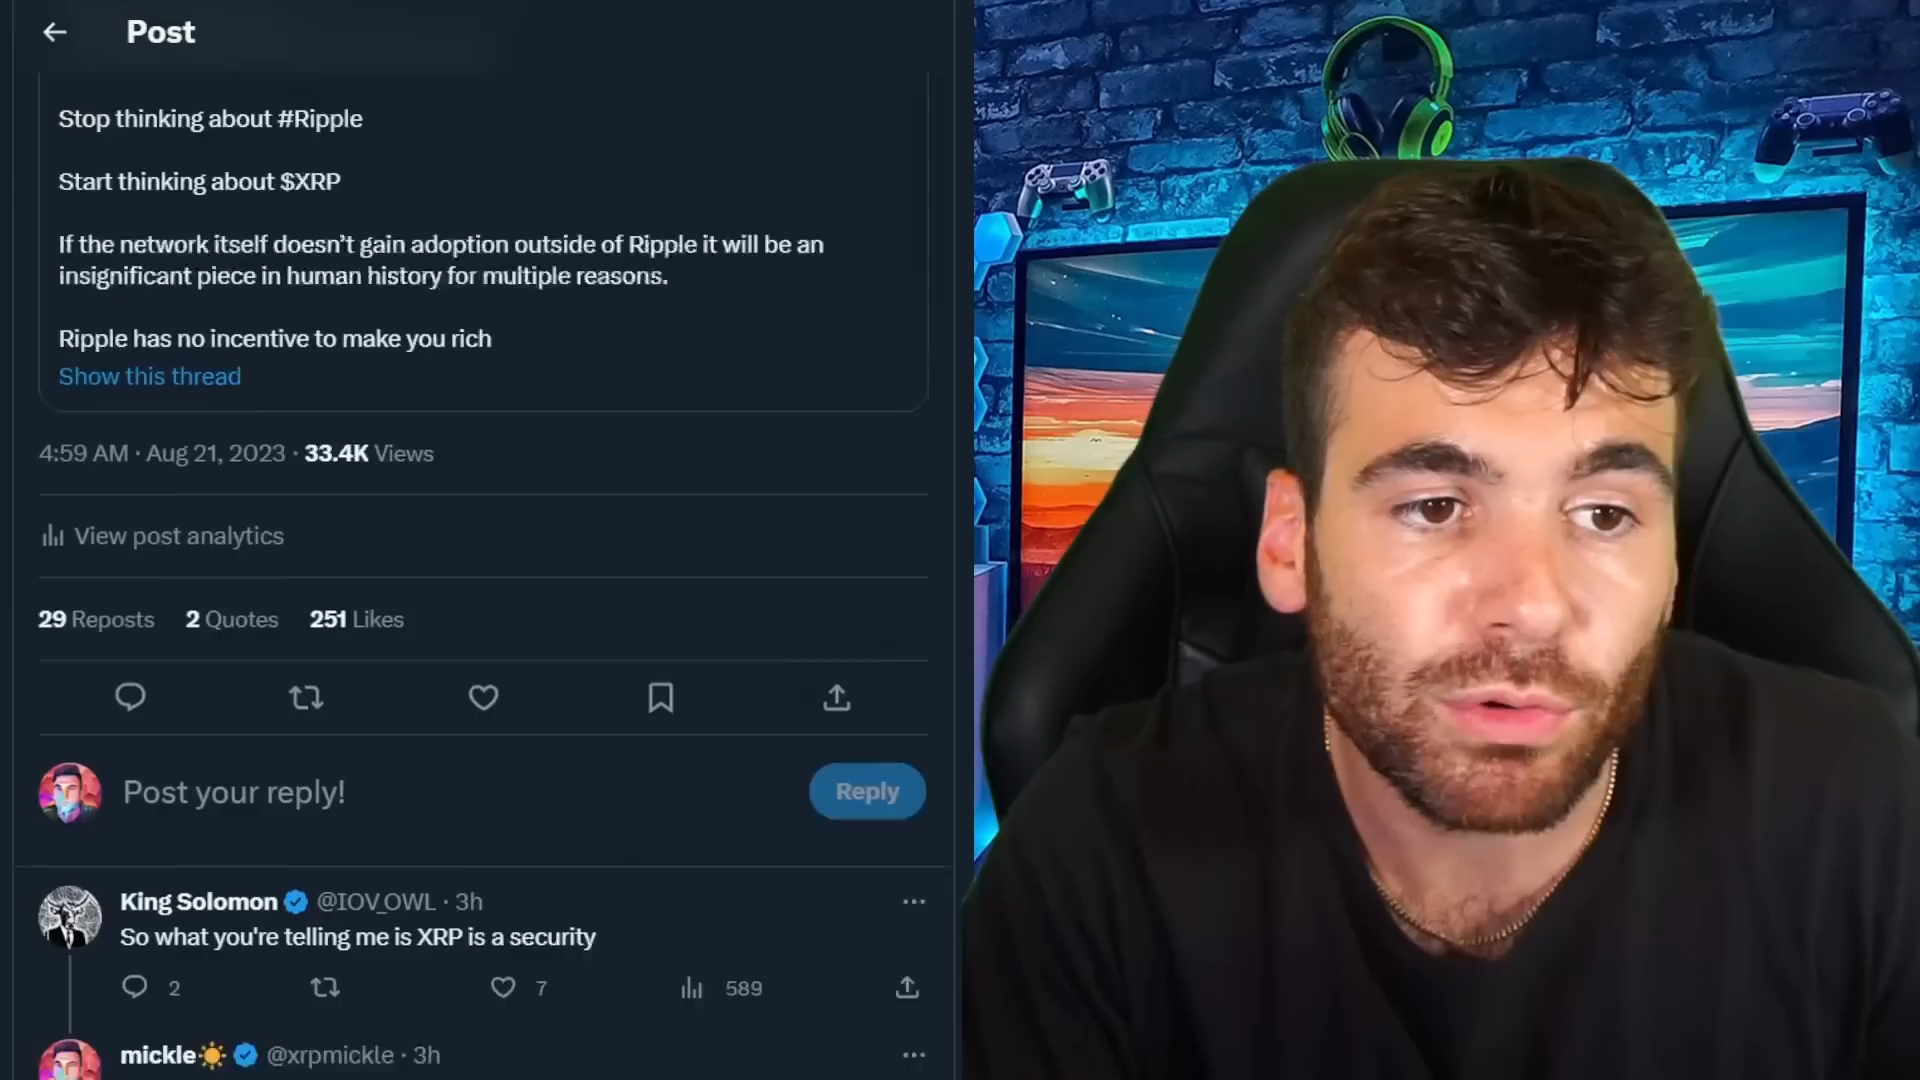 Post
Stop thinking about #Ripple
Start thinking about $XRP
If the network itself doesn’t gain adoption outside of Ripple it will be an
insignificant piece in human history for multiple reasons.
Ripple has no incentive to make you rich
Show this thread
4:59 AM · Aug 21, 2023 · 33.4K Views
View post analytics
29 Reposts 2 Quotes 251 Likes
Post your reply!
Reply
King Solomon @IOV_OWL · 3h
So what you're telling me is XRP is a security
2 7 589
mickle @xrpmickle · 3h